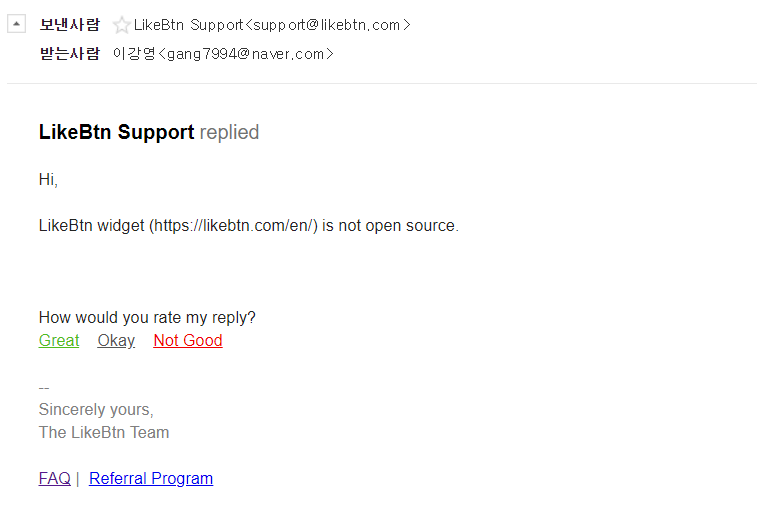 보낸사람 LikeBtn Support<support@likebtn.com>
받는사람 이강영<gang7994@naver.com>
LikeBtn Support replied
Hi,
LikeBtn widget (https://likebtn.com/en/) is not open source.
How would you rate my reply?
Great Okay Not Good
--
Sincerely yours,
The LikeBtn Team
FAQ | Referral Program